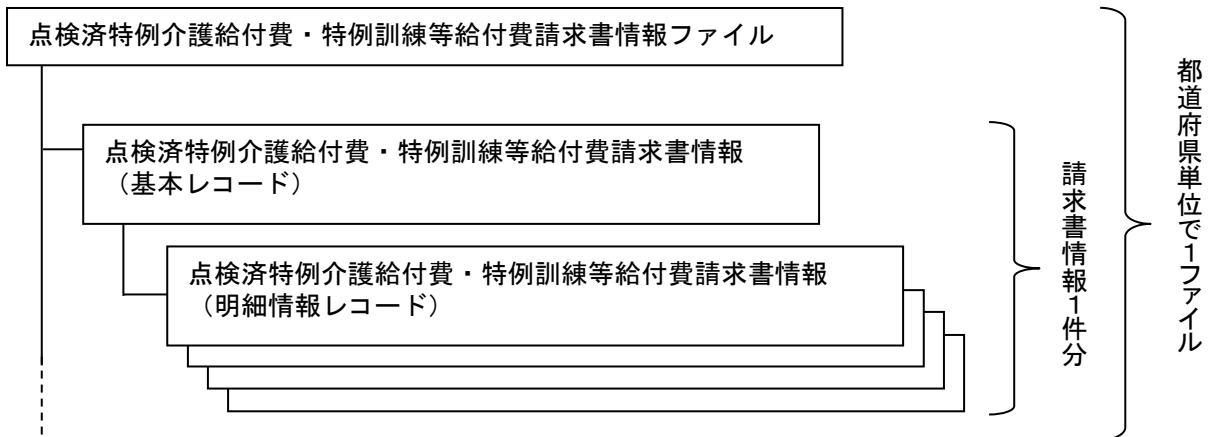 点検済特例介護給付費・特例訓練等給付費請求書情報ファイル
点検済特例介護給付費・特例訓練等給付費請求書情報
（基本レコード）
点検済特例介護給付費・特例訓練等給付費請求書情報
（明細情報レコード）
請求書情報１件分
都道府県単位で１ファイル